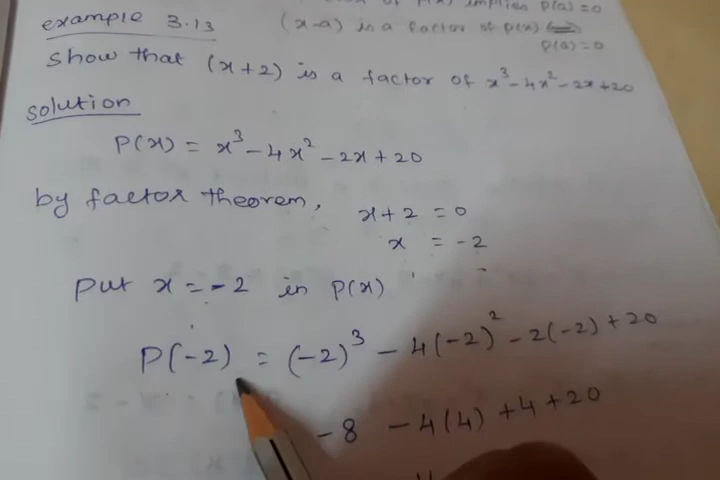 implies P(a)=0
example 3.13 (x-a) is a factor of P(x) ⟺
P(a)=0
Show that (x+2) is a factor of x³-4x²-2x+20
solution
P(x) = x³-4x²-2x+20
by factor theorem, x+2 = 0
x = -2
Put x = -2 in P(x)
P(-2) = (-2)³ - 4(-2)² - 2(-2) + 20
-8 - 4(4) + 4 + 20